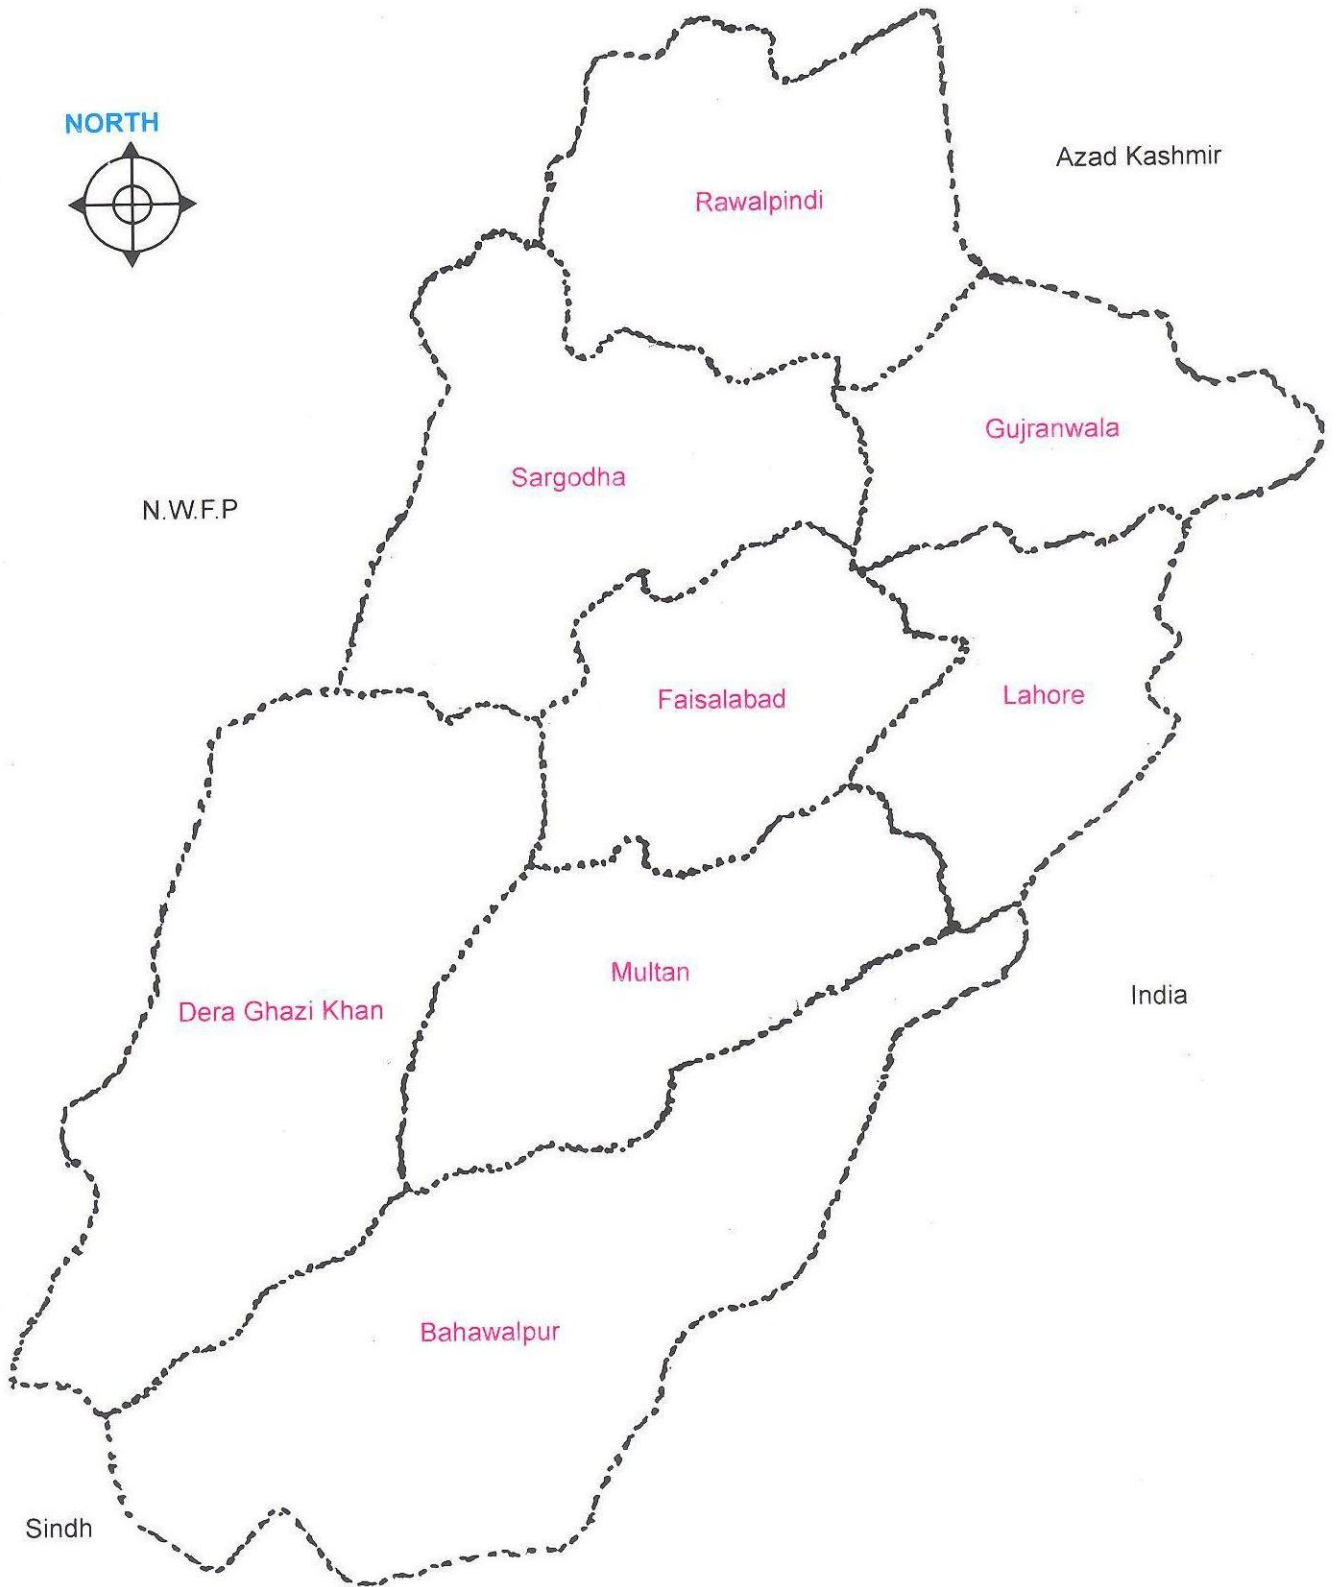 NORTH
Azad Kashmir
Rawalpindi
Gujranwala
Sargodha
N.W.F.P
Faisalabad
Lahore
Multan
India
Dera Ghazi Khan
Bahawalpur
Sindh